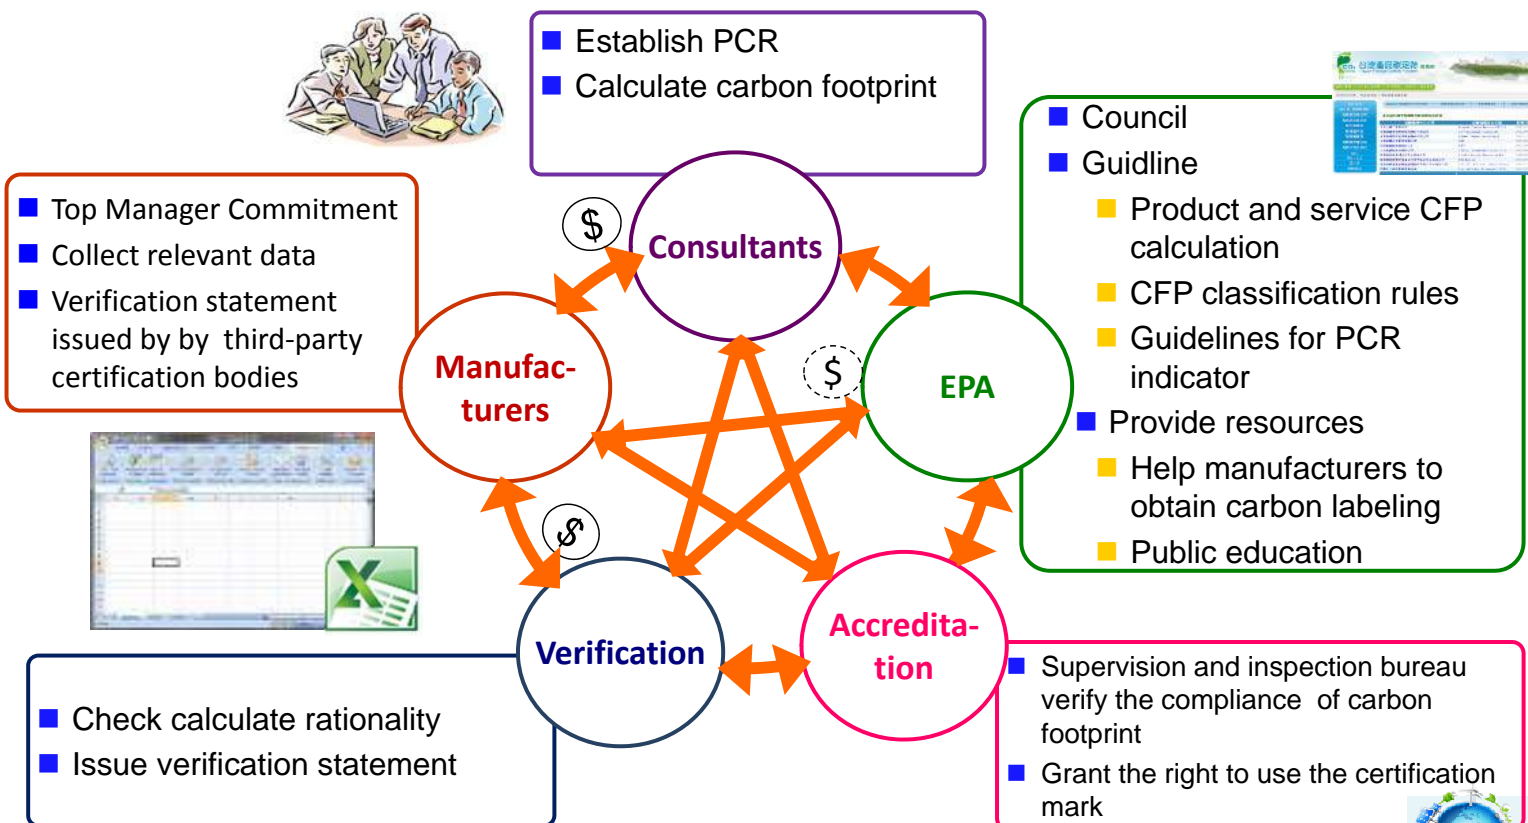 Establish PCR
Calculate carbon footprint
Council
Guidline
Product and service CFP
calculation
CFP classification rules
Guidelines for PCR
indicator
Provide resources
Help manufacturers to
obtain carbon labeling
Public education
Top Manager Commitment
Collect relevant data
Verification statement
issued by by third-party
certification bodies
$
Consultants
Manufac-
turers
$
EPA
$
Verification
Accredita-
tion
Check calculate rationality
Issue verification statement
Supervision and inspection bureau
verify the compliance of carbon
footprint
Grant the right to use the certification
mark